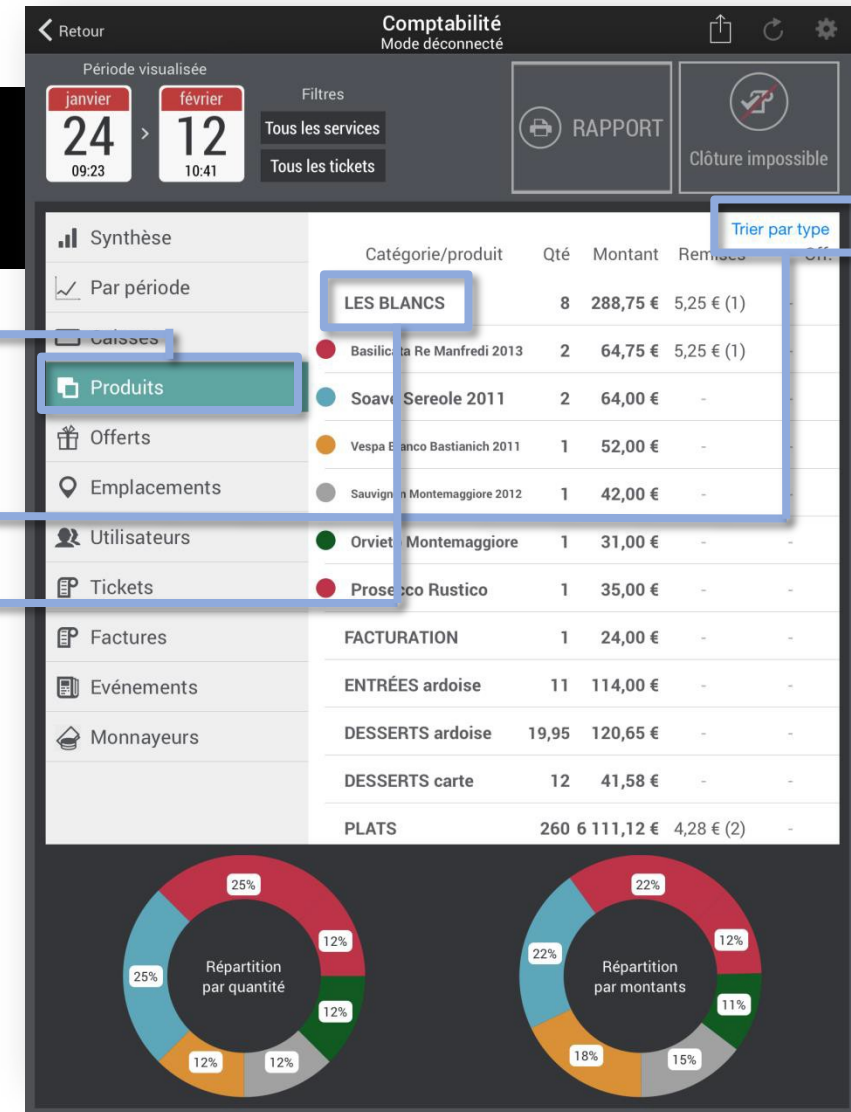 Retour
Comptabilité
Mode déconnecté
Période visualisée
janvier
24
09:23
>
février
12
10:41
Filtres
Tous les services
Tous les tickets
RAPPORT
Clôture impossible
Synthèse
Par période
Caisses
Produits
Offerts
Emplacements
Utilisateurs
Tickets
Factures
Evénements
Monnayeurs
Trier par type
Catégorie/produit Qté Montant Remises Off.
LES BLANCS 8 288,75 € 5,25 € (1) -
Basilicata Re Manfredi 2013 2 64,75 € 5,25 € (1) -
Soave Sereole 2011 2 64,00 € - -
Vespa Bianco Bastianich 2011 1 52,00 € - -
Sauvignon Montemaggiore 2012 1 42,00 € - -
Orvieto Montemaggiore 1 31,00 € - -
Prosecco Rustico 1 35,00 € - -
FACTURATION 1 24,00 € - -
ENTRÉES ardoise 11 114,00 € - -
DESSERTS ardoise 19,95 120,65 € - -
DESSERTS carte 12 41,58 € - -
PLATS 260 6 111,12 € 4,28 € (2) -
Répartition
par quantité
25%
12%
12%
12%
12%
25%
Répartition
par montants
22%
12%
11%
15%
18%
22%